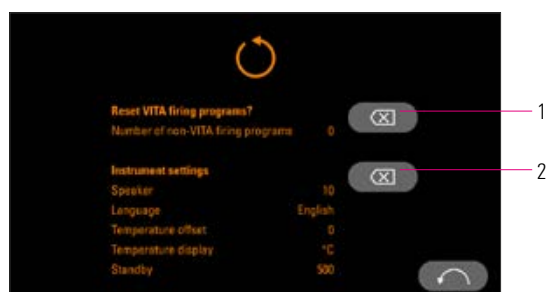 Reset VITA firing programs?
Number of non-VITA firing programs 0
1
Instrument settings
2
Speaker 10
Language English
Temperature offset 0
Temperature display °C
Standby 500